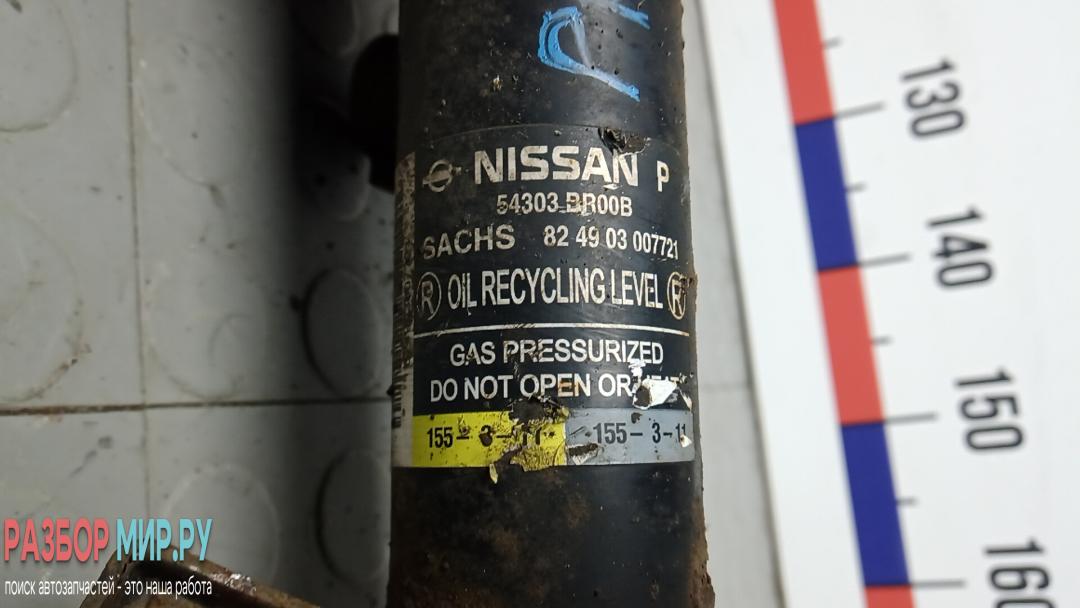 NISSAN P
54303 BR00B
SACHS 82 49 03 007721
R OIL RECYCLING LEVEL R
GAS PRESSURIZED
DO NOT OPEN OR
155-3-11 155-3-11
130
140
150
160
РАЗБОР МИР.РУ
поиск автозапчастей - это наша работа